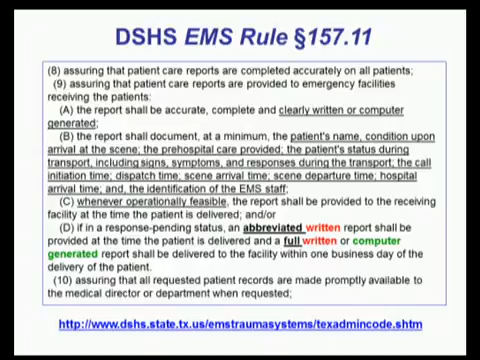 DSHS EMS Rule §157.11
(8) assuring that patient care reports are completed accurately on all patients;
(9) assuring that patient care reports are provided to emergency facilities
receiving the patients:
(A) the report shall be accurate, complete and clearly written or computer
generated;
(B) the report shall document, at a minimum, the patient's name, condition upon
arrival at the scene; the prehospital care provided; the patient's status during
transport, including signs, symptoms, and responses during the transport; the call
initiation time; dispatch time; scene arrival time; scene departure time; hospital
arrival time; and, the identification of the EMS staff;
(C) whenever operationally feasible, the report shall be provided to the receiving
facility at the time the patient is delivered; and/or
(D) if in a response-pending status, an abbreviated written report shall be
provided at the time the patient is delivered and a full written or computer
generated report shall be delivered to the facility within one business day of the
delivery of the patient.
(10) assuring that all requested patient records are made promptly available to
the medical director or department when requested;
http://www.dshs.state.tx.us/emstraumasystems/texadmincode.shtm